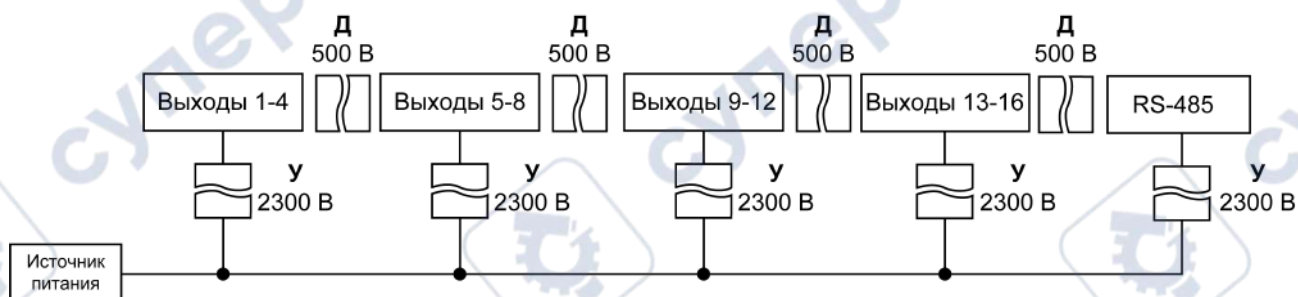 Д Д Д Д
500 В 500 В 500 В 500 В
Выходы 1-4 Выходы 5-8 Выходы 9-12 Выходы 13-16 RS-485
У У У У У
2300 В 2300 В 2300 В 2300 В 2300 В
Источник
питания